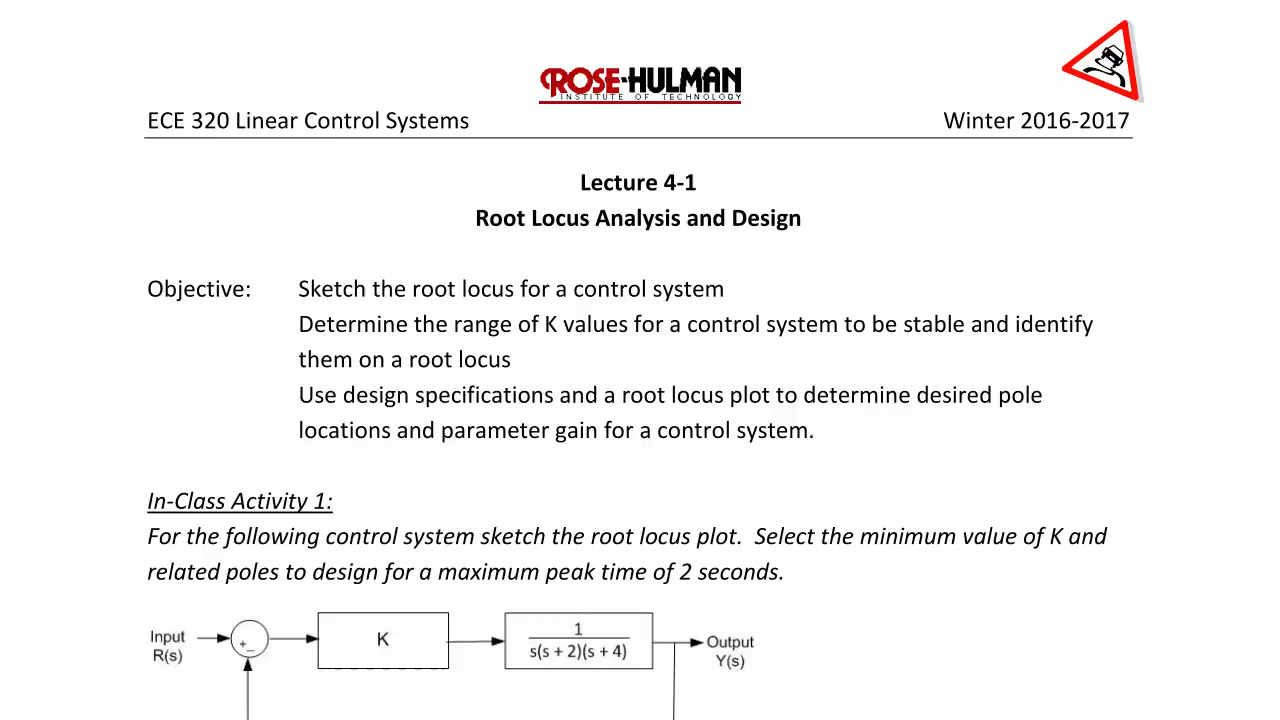 ROSE-HULMAN
INSTITUTE OF TECHNOLOGY
ECE 320 Linear Control Systems Winter 2016-2017
Lecture 4-1
Root Locus Analysis and Design
Objective: Sketch the root locus for a control system
Determine the range of K values for a control system to be stable and identify
them on a root locus
Use design specifications and a root locus plot to determine desired pole
locations and parameter gain for a control system.
In-Class Activity 1:
For the following control system sketch the root locus plot.  Select the minimum value of K and
related poles to design for a maximum peak time of 2 seconds.
Input
R(s)
+
_
K
1
s(s + 2)(s + 4)
Output
Y(s)